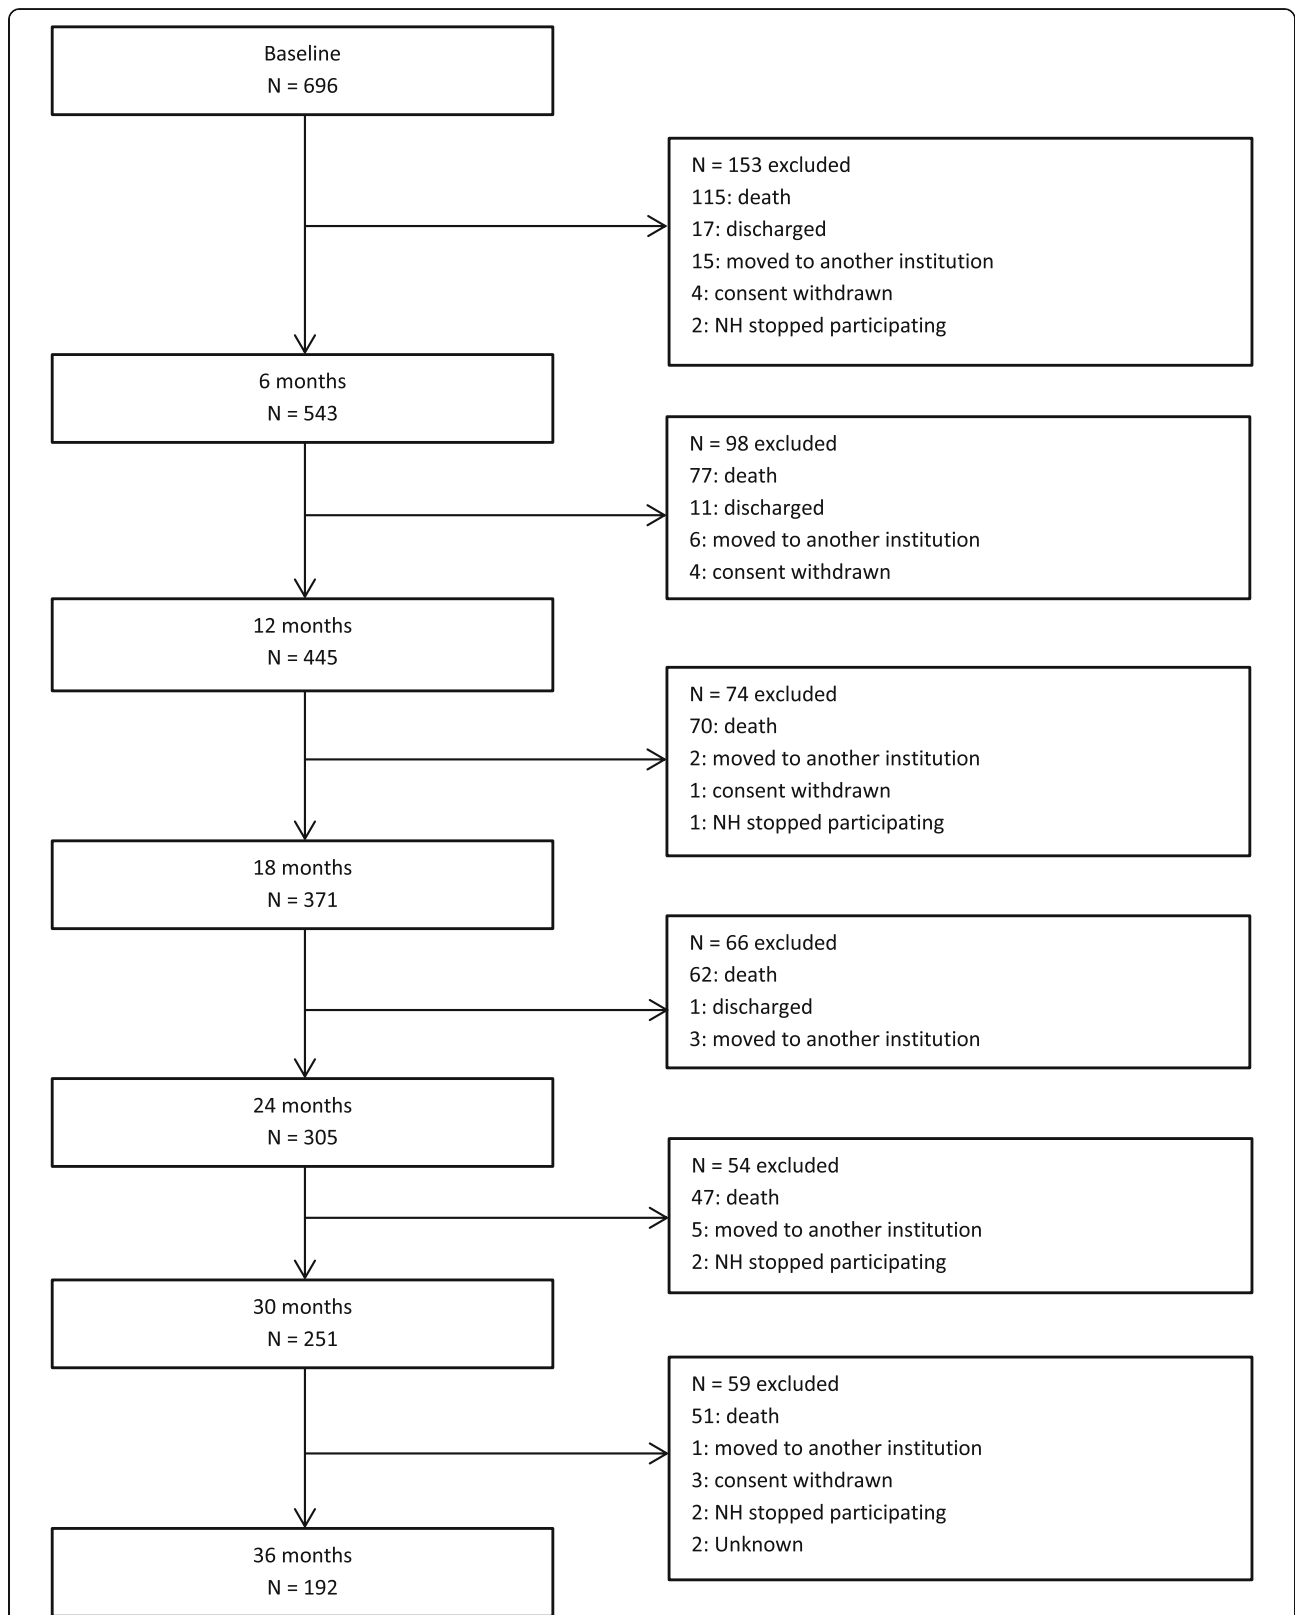 Baseline
N = 696
N = 153 excluded
115: death
17: discharged
15: moved to another institution
4: consent withdrawn
2: NH stopped participating
6 months
N = 543
N = 98 excluded
77: death
11: discharged
6: moved to another institution
4: consent withdrawn
12 months
N = 445
N = 74 excluded
70: death
2: moved to another institution
1: consent withdrawn
1: NH stopped participating
18 months
N = 371
N = 66 excluded
62: death
1: discharged
3: moved to another institution
24 months
N = 305
N = 54 excluded
47: death
5: moved to another institution
2: NH stopped participating
30 months
N = 251
N = 59 excluded
51: death
1: moved to another institution
3: consent withdrawn
2: NH stopped participating
2: Unknown
36 months
N = 192